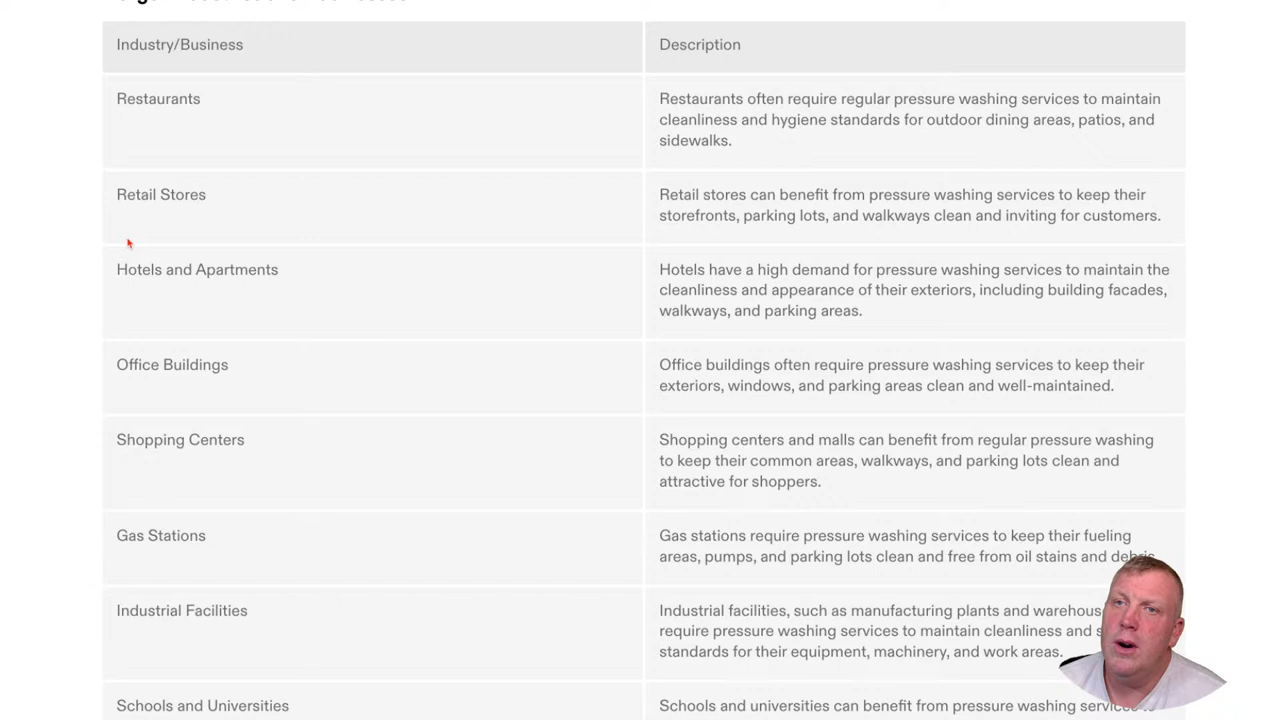 Industry/Business
Description
Restaurants
Restaurants often require regular pressure washing services to maintain
cleanliness and hygiene standards for outdoor dining areas, patios, and
sidewalks.
Retail Stores
Retail stores can benefit from pressure washing services to keep their
storefronts, parking lots, and walkways clean and inviting for customers.
Hotels and Apartments
Hotels have a high demand for pressure washing services to maintain the
cleanliness and appearance of their exteriors, including building facades,
walkways, and parking areas.
Office Buildings
Office buildings often require pressure washing services to keep their
exteriors, windows, and parking areas clean and well-maintained.
Shopping Centers
Shopping centers and malls can benefit from regular pressure washing
to keep their common areas, walkways, and parking lots clean and
attractive for shoppers.
Gas Stations
Gas stations require pressure washing services to keep their fueling
areas, pumps, and parking lots clean and free from oil stains and debris.
Industrial Facilities
Industrial facilities, such as manufacturing plants and
require pressure washing services to maintain cleanliness and
standards for their equipment, machinery, and work areas.
Schools and Universities
Schools and universities can benefit from pressure washing